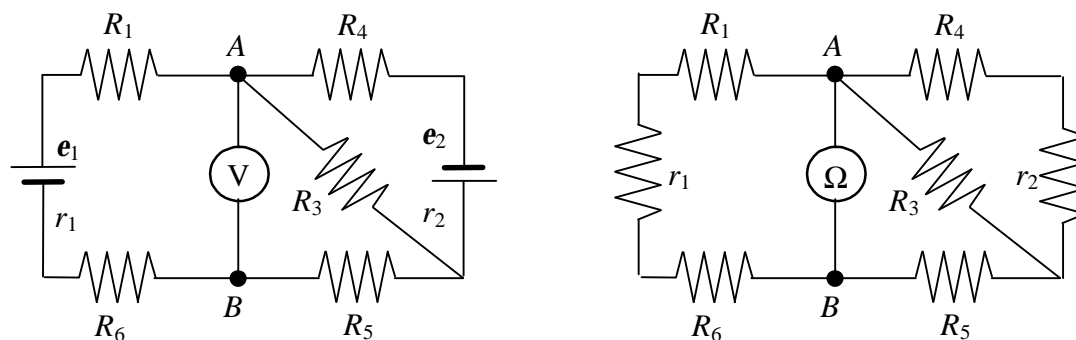 R1 A R4 R1 A R4
e1 V e2 r1 Ω r2
r1 R3 r2 R3
R6 B R5 R6 B R5